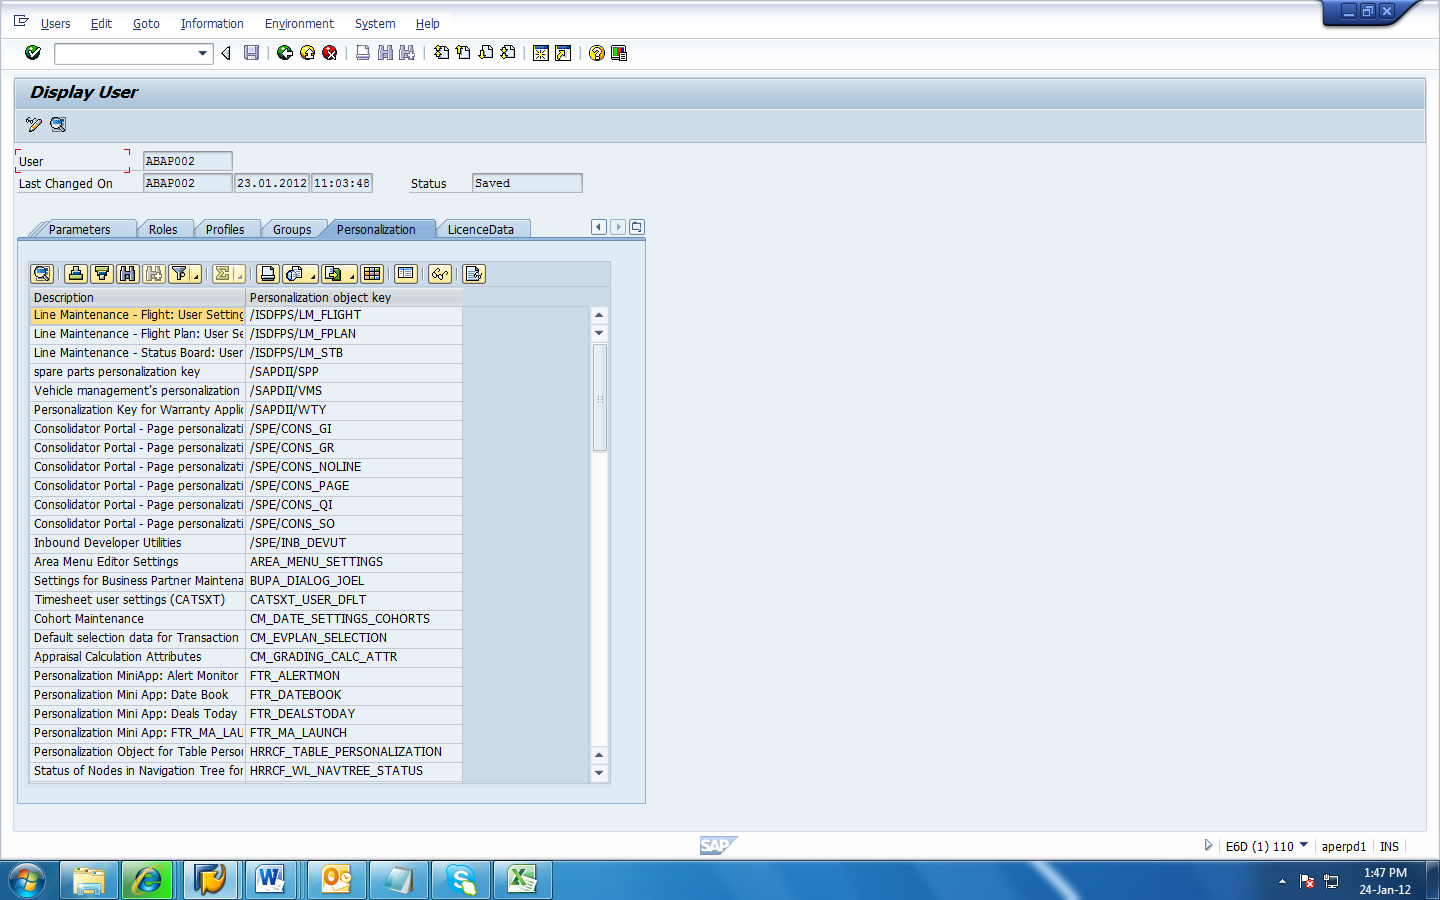 Users Edit Goto Information Environment System Help
Display User
User ABAP002
Last Changed On ABAP002 23.01.2012 11:03:48 Status Saved
Parameters Roles Profiles Groups Personalization LicenceData
Description Personalization object key
Line Maintenance - Flight: User Setting /ISDFPS/LM_FLIGHT
Line Maintenance - Flight Plan: User Se /ISDFPS/LM_FPLAN
Line Maintenance - Status Board: User /ISDFPS/LM_STB
spare parts personalization key /SAPDII/SPP
Vehicle management's personalization /SAPDII/VMS
Personalization Key for Warranty Applic /SAPDII/WTY
Consolidator Portal - Page personalizati /SPE/CONS_GI
Consolidator Portal - Page personalizati /SPE/CONS_GR
Consolidator Portal - Page personalizati /SPE/CONS_NOLINE
Consolidator Portal - Page personalizati /SPE/CONS_PAGE
Consolidator Portal - Page personalizati /SPE/CONS_QI
Consolidator Portal - Page personalizati /SPE/CONS_SO
Inbound Developer Utilities /SPE/INB_DEVUT
Area Menu Editor Settings AREA_MENU_SETTINGS
Settings for Business Partner Maintena BUPA_DIALOG_JOEL
Timesheet user settings (CATSXT) CATSXT_USER_DFLT
Cohort Maintenance CM_DATE_SETTINGS_COHORTS
Default selection data for Transaction CM_EVPLAN_SELECTION
Appraisal Calculation Attributes CM_GRADING_CALC_ATTR
Personalization MiniApp: Alert Monitor FTR_ALERTMON
Personalization Mini App: Date Book FTR_DATEBOOK
Personalization Mini App: Deals Today FTR_DEALSTODAY
Personalization Mini App: FTR_MA_LAU FTR_MA_LAUNCH
Personalization Object for Table Person HRRCF_TABLE_PERSONALIZATION
Status of Nodes in Navigation Tree for HRRCF_WL_NAVTREE_STATUS
SAP E6D (1) 110 aperpd1 INS
1:47 PM
24-Jan-12